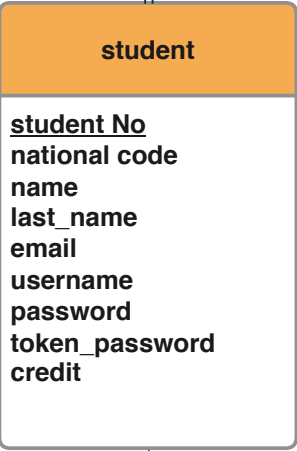 student
student No
national code
name
last_name
email
username
password
token_password
credit